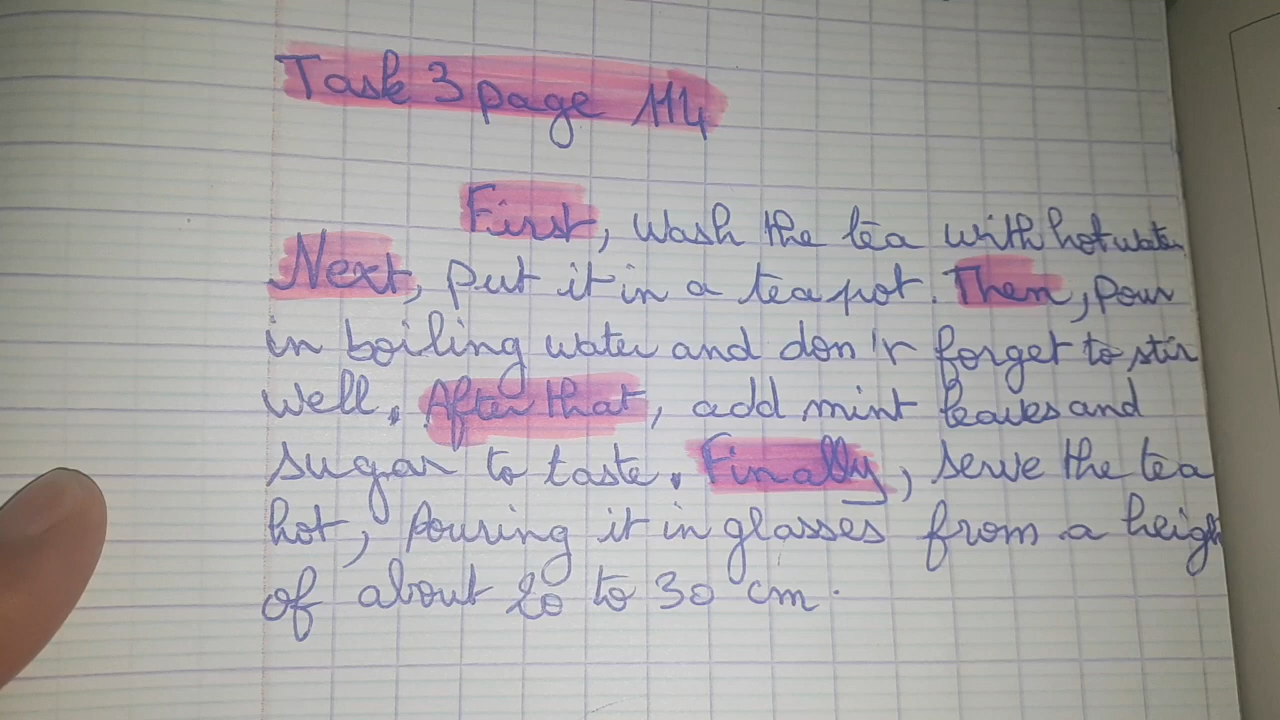 Task 3 page 114
First, wash the tea with hot water
Next, put it in a tea pot. Then, pour
in boiling water and don't forget to stir
well. After that, add mint leaves and
sugar to taste. Finally, serve the tea
hot, pouring it in glasses from a heigh
of about 20 to 30 cm.